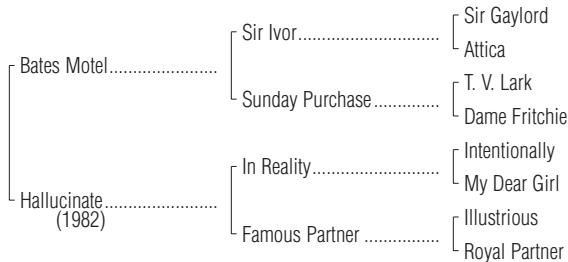 Sir Gaylord
Sir Ivor
Attica
Bates Motel
T. V. Lark
Sunday Purchase
Dame Fritchie
Intentionally
In Reality
My Dear Girl
Hallucinate
(1982)
Illustrious
Famous Partner
Royal Partner